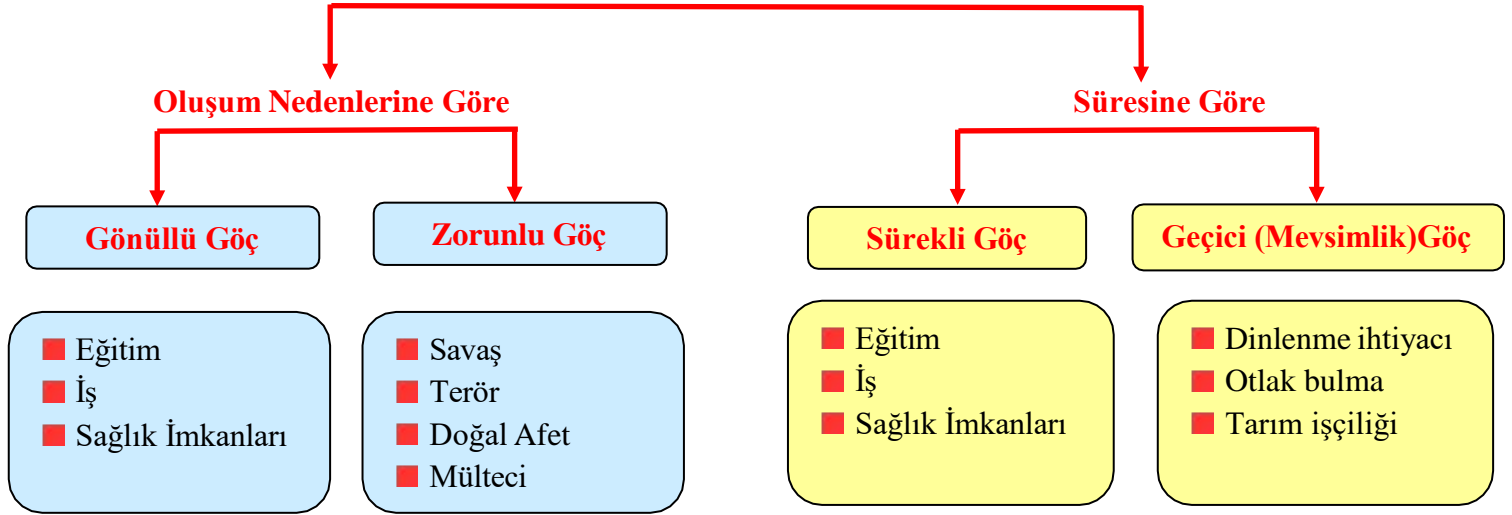 Oluşum Nedenlerine Göre
Süresine Göre
Gönüllü Göç
Zorunlu Göç
Sürekli Göç
Geçici (Mevsimlik)Göç
Eğitim
İş
Sağlık İmkanları
Savaş
Terör
Doğal Afet
Mülteci
Eğitim
İş
Sağlık İmkanları
Dinlenme ihtiyacı
Otlak bulma
Tarım işçiliği